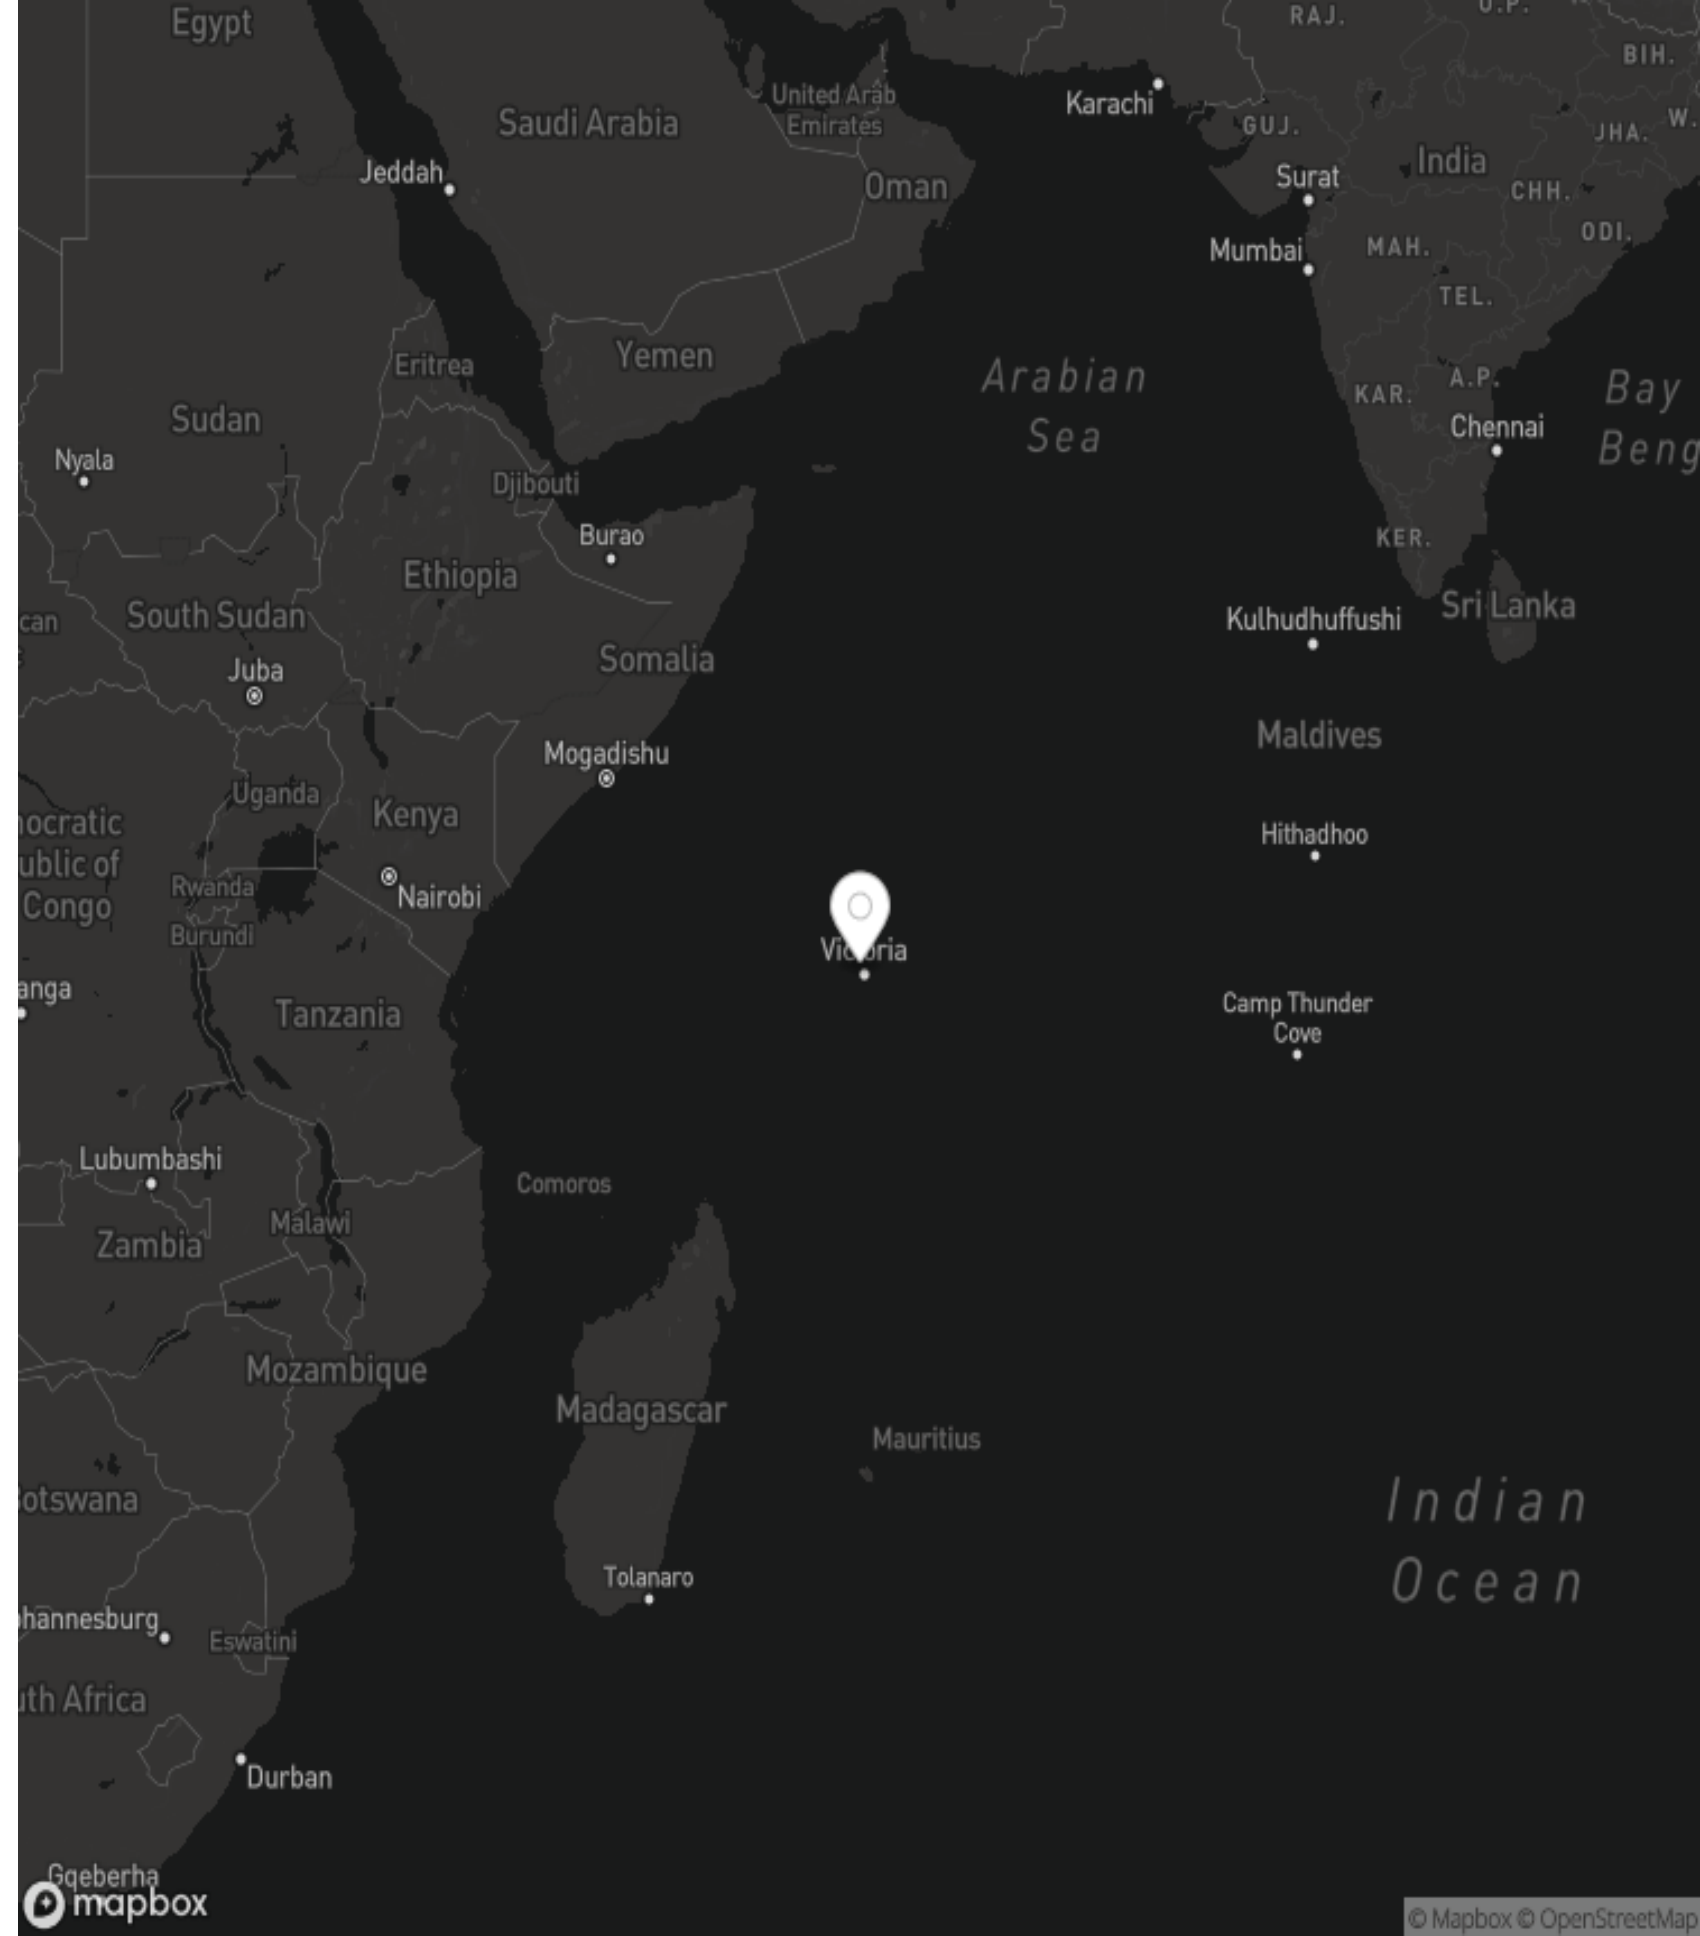 Egypt
RAJ.
U.P.
BIH.
United Arab
Emirates
Karachi
Saudi Arabia
GUJ.
JHA.
W.
Jeddah
Oman
Surat
India
CHH.
Mumbai
MAH.
ODI.
TEL.
Eritrea
Yemen
Arabian
Sea
KAR.
A.P.
Bay
Beng
Sudan
Chennai
Nyala
Djibouti
Burao
KER.
Ethiopia
South Sudan
can
Kulhudhuffushi
Sri Lanka
Somalia
Juba
Maldives
Mogadishu
Uganda
Kenya
ocratic
ublic of
Congo
Hithadhoo
Rwanda
Nairobi
Burundi
Victoria
anga
Tanzania
Camp Thunder
Cove
Lubumbashi
Comoros
Malawi
Zambia
Mozambique
Madagascar
Mauritius
otswana
Indian
Ocean
Tolanaro
hannesburg
Eswatini
uth Africa
Durban
Gqeberha
mapbox
© Mapbox © OpenStreetMap